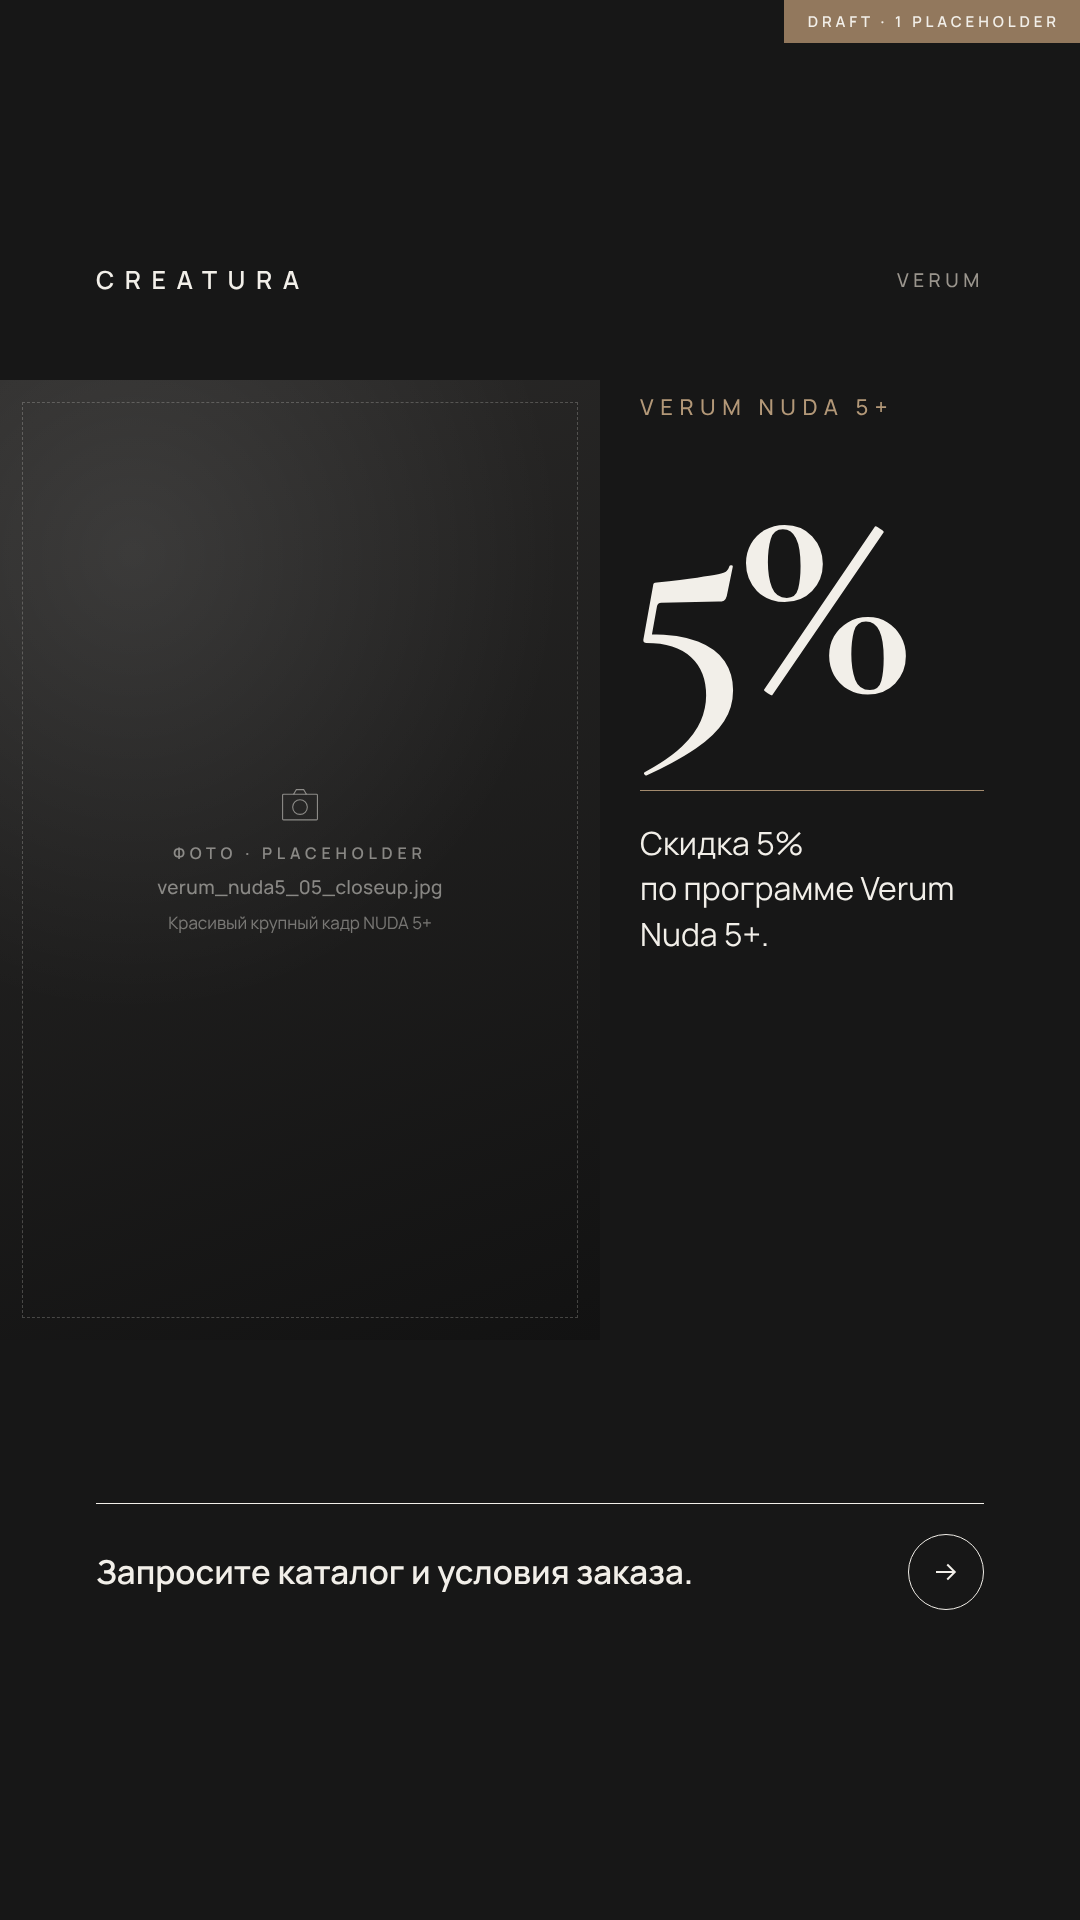 DRAFT · 1 PLACEHOLDER
CREATURA
VERUM
VERUM NUDA 5+
5%
Скидка 5%
по программе Verum
Nuda 5+.
ФОТО · PLACEHOLDER
verum_nuda5_05_closeup.jpg
Красивый крупный кадр NUDA 5+
Запросите каталог и условия заказа.